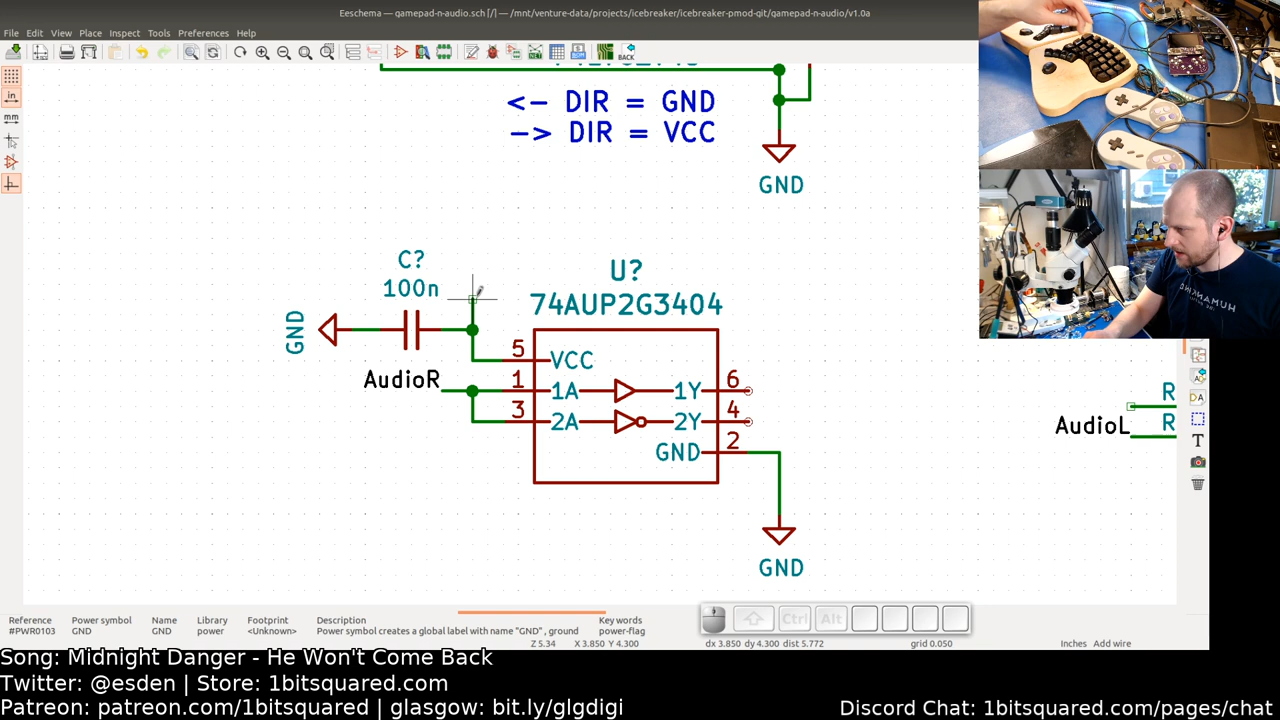 Eeschema — gamepad-n-audio.sch [/] — /mnt/venture-data/projects/icebreaker/icebreaker-pmod-git/gamepad-n-audio/v1.0a
File Edit View Place Inspect Tools Preferences Help
BACK
in
mm
<- DIR = GND
-> DIR = VCC
GND
C?
100n
U?
74AUP2G3404
GND
5 VCC
AudioR
1 1A 1Y 6
3 2A 2Y 4
GND 2
GND
R
AudioL R
T
HUMAN
Reference Power symbol Name Library Footprint Description Key words
#PWR0103 GND GND power <Unknown> Power symbol creates a global label with name "GND" , ground power-flag
Ctrl Alt
Z 5.34 X 3.850 Y 4.300 dx 3.850 dy 4.300 dist 5.772 grid 0.050 Inches Add wire
Song: Midnight Danger - He Won't Come Back
Twitter: @esden | Store: 1bitsquared.com
Patreon: patreon.com/1bitsquared | glasgow: bit.ly/glgdigi
Discord Chat: 1bitsquared.com/pages/chat